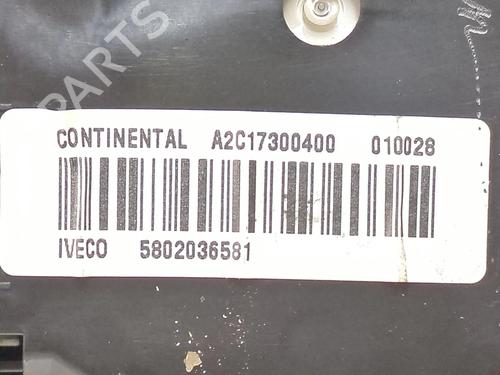 PARTS
CONTINENTAL A2C17300400 010028
IVECO 5802036581